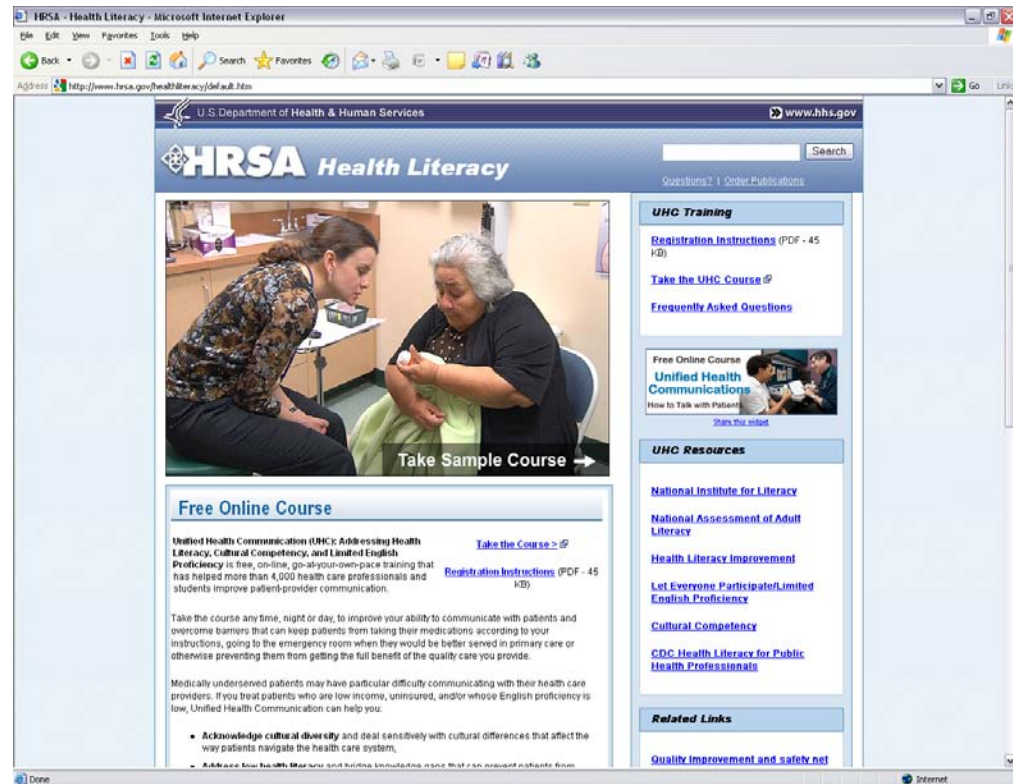 HRSA - Health Literacy - Microsoft Internet Explorer
File Edit View Favorites Tools Help
Back Search Favorites
Address http://www.hrsa.gov/healthliteracy/default.htm Go Links
U.S. Department of Health & Human Services
www.hhs.gov
HRSA Health Literacy
Search
Questions? | Order Publications
Take Sample Course
Free Online Course
Unified Health Communication (UHC): Addressing Health
Literacy, Cultural Competency, and Limited English
Proficiency is free, on-line, go-at-your-own-pace training that
has helped more than 4,000 health care professionals and
students improve patient-provider communication.
Take the Course >
Registration Instructions (PDF - 45
KB)
Take the course any time, night or day, to improve your ability to communicate with patients and
overcome barriers that can keep patients from taking their medications according to your
instructions, going to the emergency room when they would be better served in primary care or
otherwise preventing them from getting the full benefit of the quality care you provide.
Medically underserved patients may have particular difficulty communicating with their health care
providers. If you treat patients who are low income, uninsured, and/or whose English proficiency is
low, Unified Health Communication can help you:
• Acknowledge cultural diversity and deal sensitively with cultural differences that affect the
way patients navigate the health care system,
• Address low health literacy and bridge knowledge gaps that can prevent patients from
UHC Training
Registration Instructions (PDF - 45
KB)
Take the UHC Course
Frequently Asked Questions
Free Online Course
Unified Health
Communications
How to Talk with Patients
Share this widget
UHC Resources
National Institute for Literacy
National Assessment of Adult
Literacy
Health Literacy Improvement
Let Everyone Participate/Limited
English Proficiency
Cultural Competency
CDC Health Literacy for Public
Health Professionals
Related Links
Quality Improvement and safety net
Done
Internet